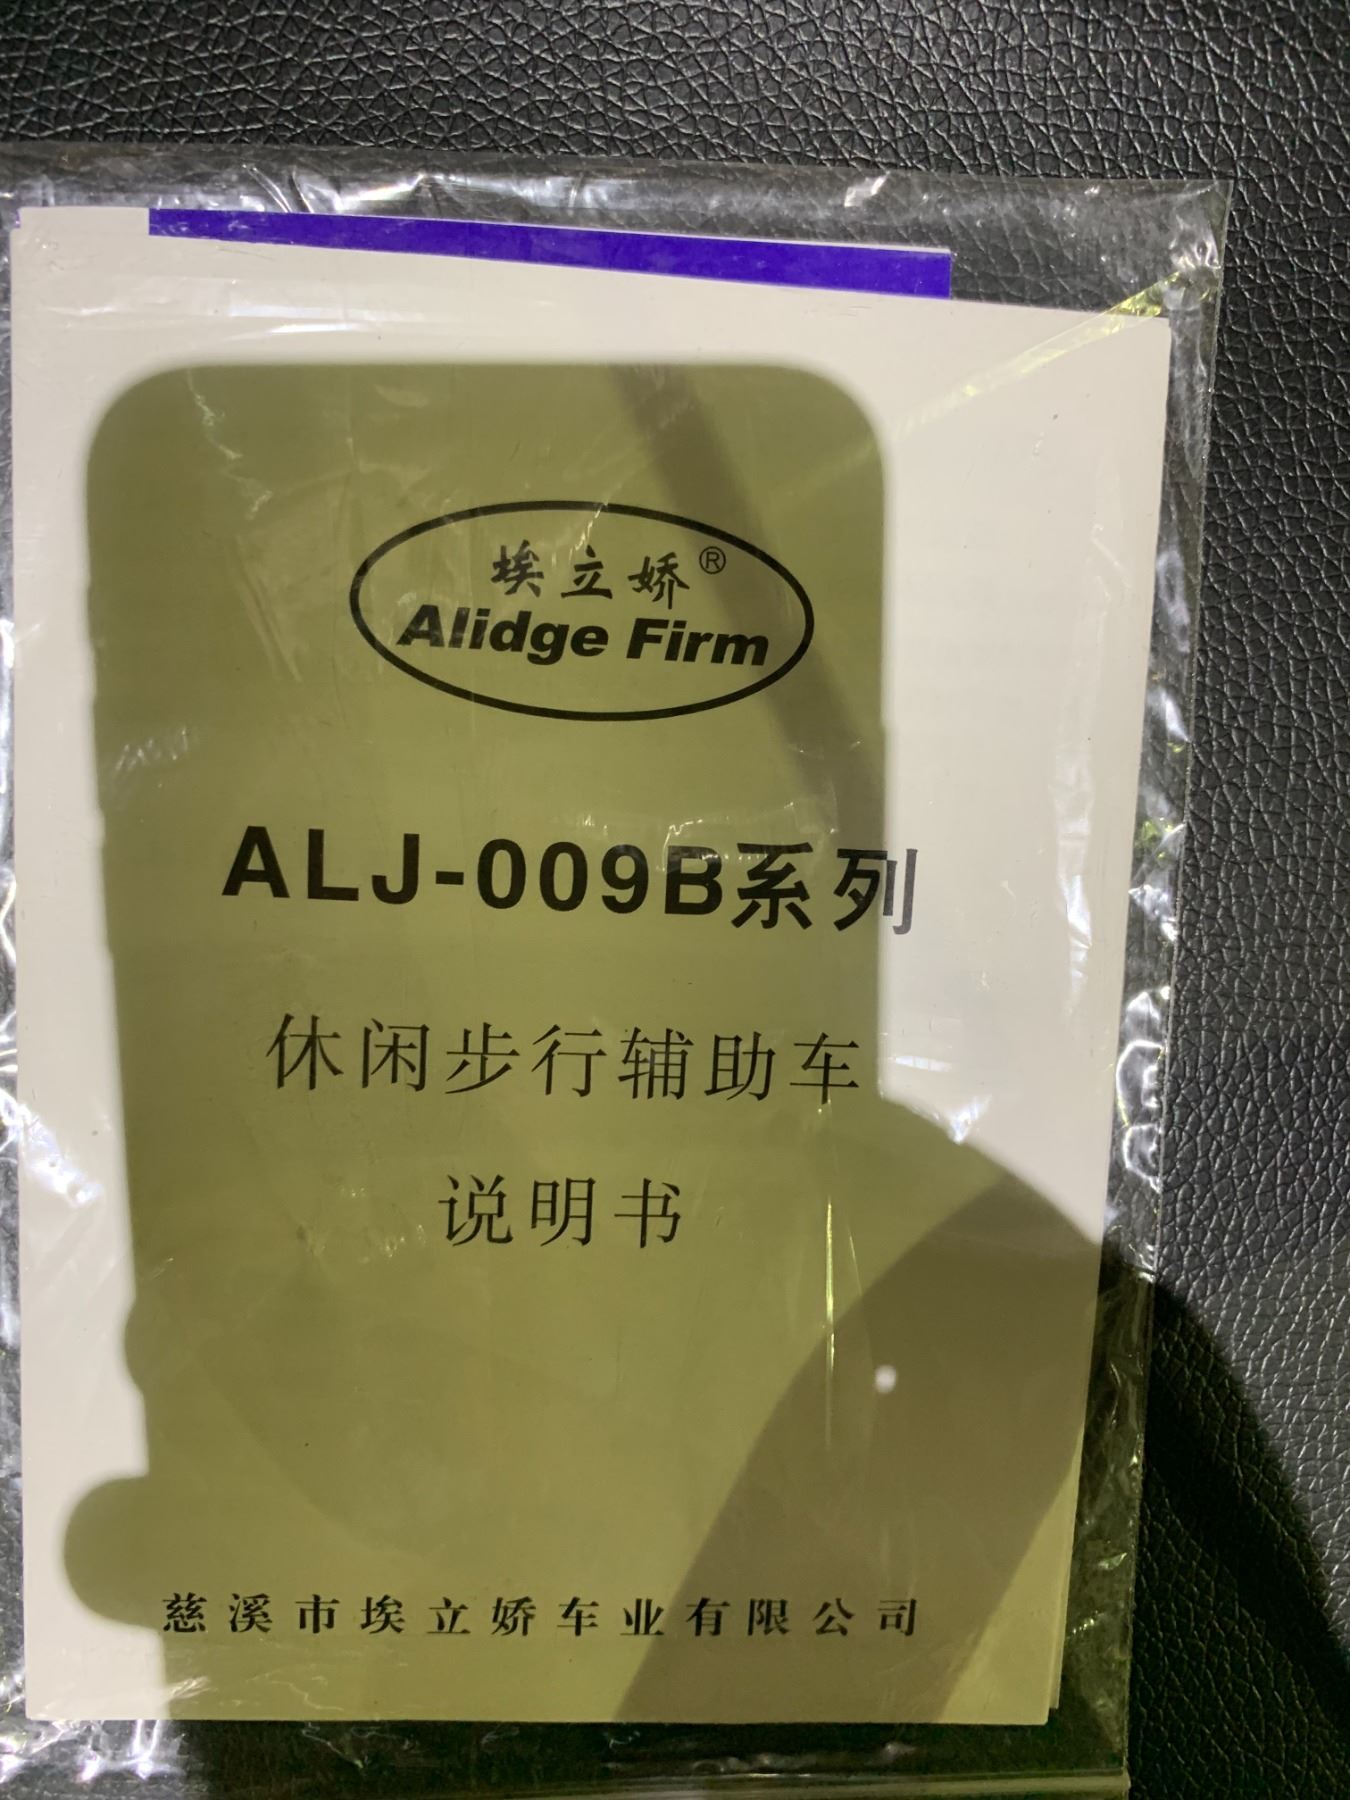 埃立娇®
Alidge Firm
ALJ-009B系列
休闲步行辅助车
说明书
慈溪市埃立娇车业有限公司